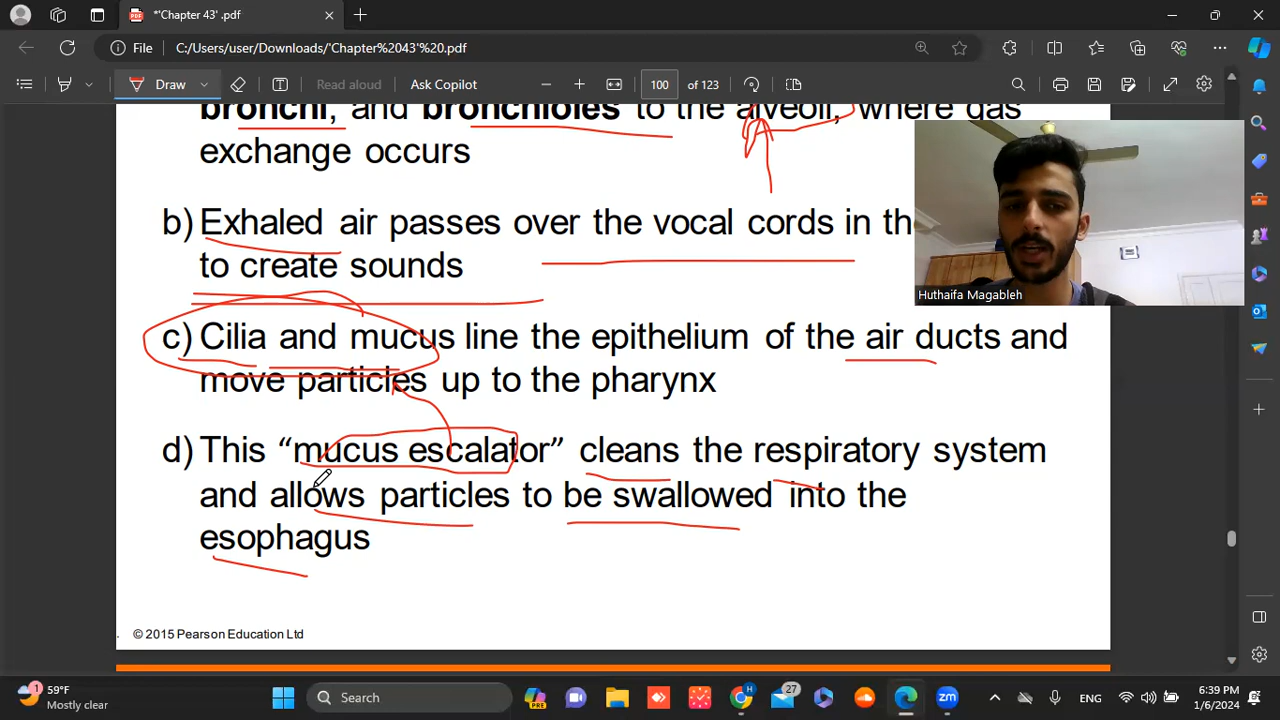 *'Chapter 43' .pdf
File
C:/Users/user/Downloads/'Chapter%2043'%20.pdf
Draw
Read aloud
Ask Copilot
100
of 123
bronchi, and bronchioles to the alveoli, where gas
exchange occurs
b) Exhaled air passes over the vocal cords in th
to create sounds
Huthaifa Magableh
c) Cilia and mucus line the epithelium of the air ducts and
move particles up to the pharynx
d) This “mucus escalator” cleans the respiratory system
and allows particles to be swallowed into the
esophagus
© 2015 Pearson Education Ltd
1
59°F
Mostly clear
Search
PRE
H
27
zm
ENG
6:39 PM
1/6/2024